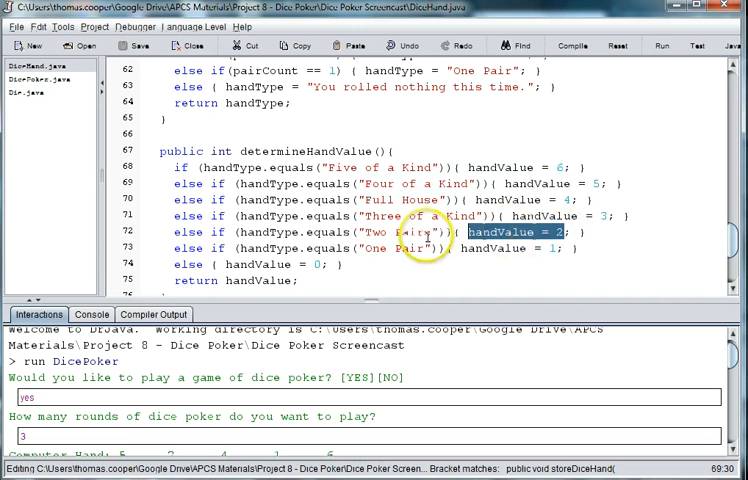 Editing C:\Users\thomas.cooper\Google Drive\APCS Materials\Project 8 - Dice Poker\Dice Poker Screencast\DiceHand.java
File Edit Tools Project Debugger Language Level Help
New Open Save Close Cut Copy Paste Undo Redo Find Compile Reset Run Test Java
DiceHand.java
DicePoker.java
Die.java
62 else if(pairCount == 1) { handType = "One Pair"; }
63 else { handType = "You rolled nothing this time."; }
64 return handType;
65 }
66
67 public int determineHandValue(){
68 if (handType.equals("Five of a Kind")){ handValue = 6; }
69 else if (handType.equals("Four of a Kind")){ handValue = 5; }
70 else if (handType.equals("Full House")){ handValue = 4; }
71 else if (handType.equals("Three of a Kind")){ handValue = 3; }
72 else if (handType.equals("Two Pairs")){ handValue = 2; }
73 else if (handType.equals("One Pair")){ handValue = 1; }
74 else { handValue = 0; }
75 return handValue;
76 }
Interactions Console Compiler Output
Welcome to DrJava. Working directory is C:\Users\thomas.cooper\Google Drive\APCS
Materials\Project 8 - Dice Poker\Dice Poker Screencast
> run DicePoker
Would you like to play a game of dice poker? [YES][NO]
yes
How many rounds of dice poker do you want to play?
3
Computer Hand: 5 2 4 1 6
Editing C:\Users\thomas.cooper\Google Drive\APCS Materials\Project 8 - Dice Poker\Dice Poker Screen... Bracket matches: public void storeDiceHand( 69:30